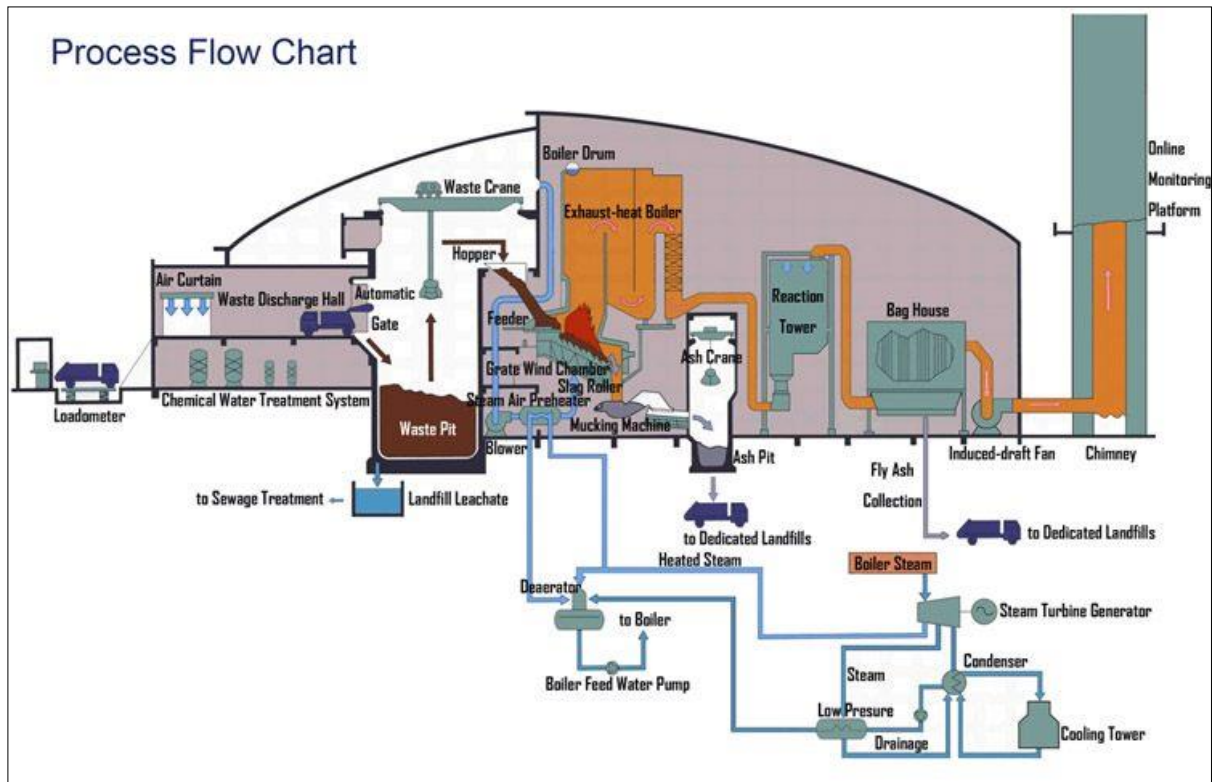 Process Flow Chart
Boiler Drum
Online
Monitoring
Platform
Waste Crane
Exhaust-heat Boiler
Hopper
Air Curtain
Waste Discharge Hall
Automatic
Gate
Reaction
Tower
Bag House
Feeder
Ash Crane
Grate Wind Chamber
Slag Roller
Loadometer
Chemical Water Treatment System
Steam Air Preheater
Waste Pit
Mucking Machine
Blower
Ash Pit
Induced-draft Fan
Chimney
Fly Ash
Collection
to Sewage Treatment
Landfill Leachate
to Dedicated Landfills
to Dedicated Landfills
Heated Steam
Boiler Steam
Deaerator
to Boiler
Steam Turbine Generator
Boiler Feed Water Pump
Steam
Condenser
Low Presure
Drainage
Cooling Tower